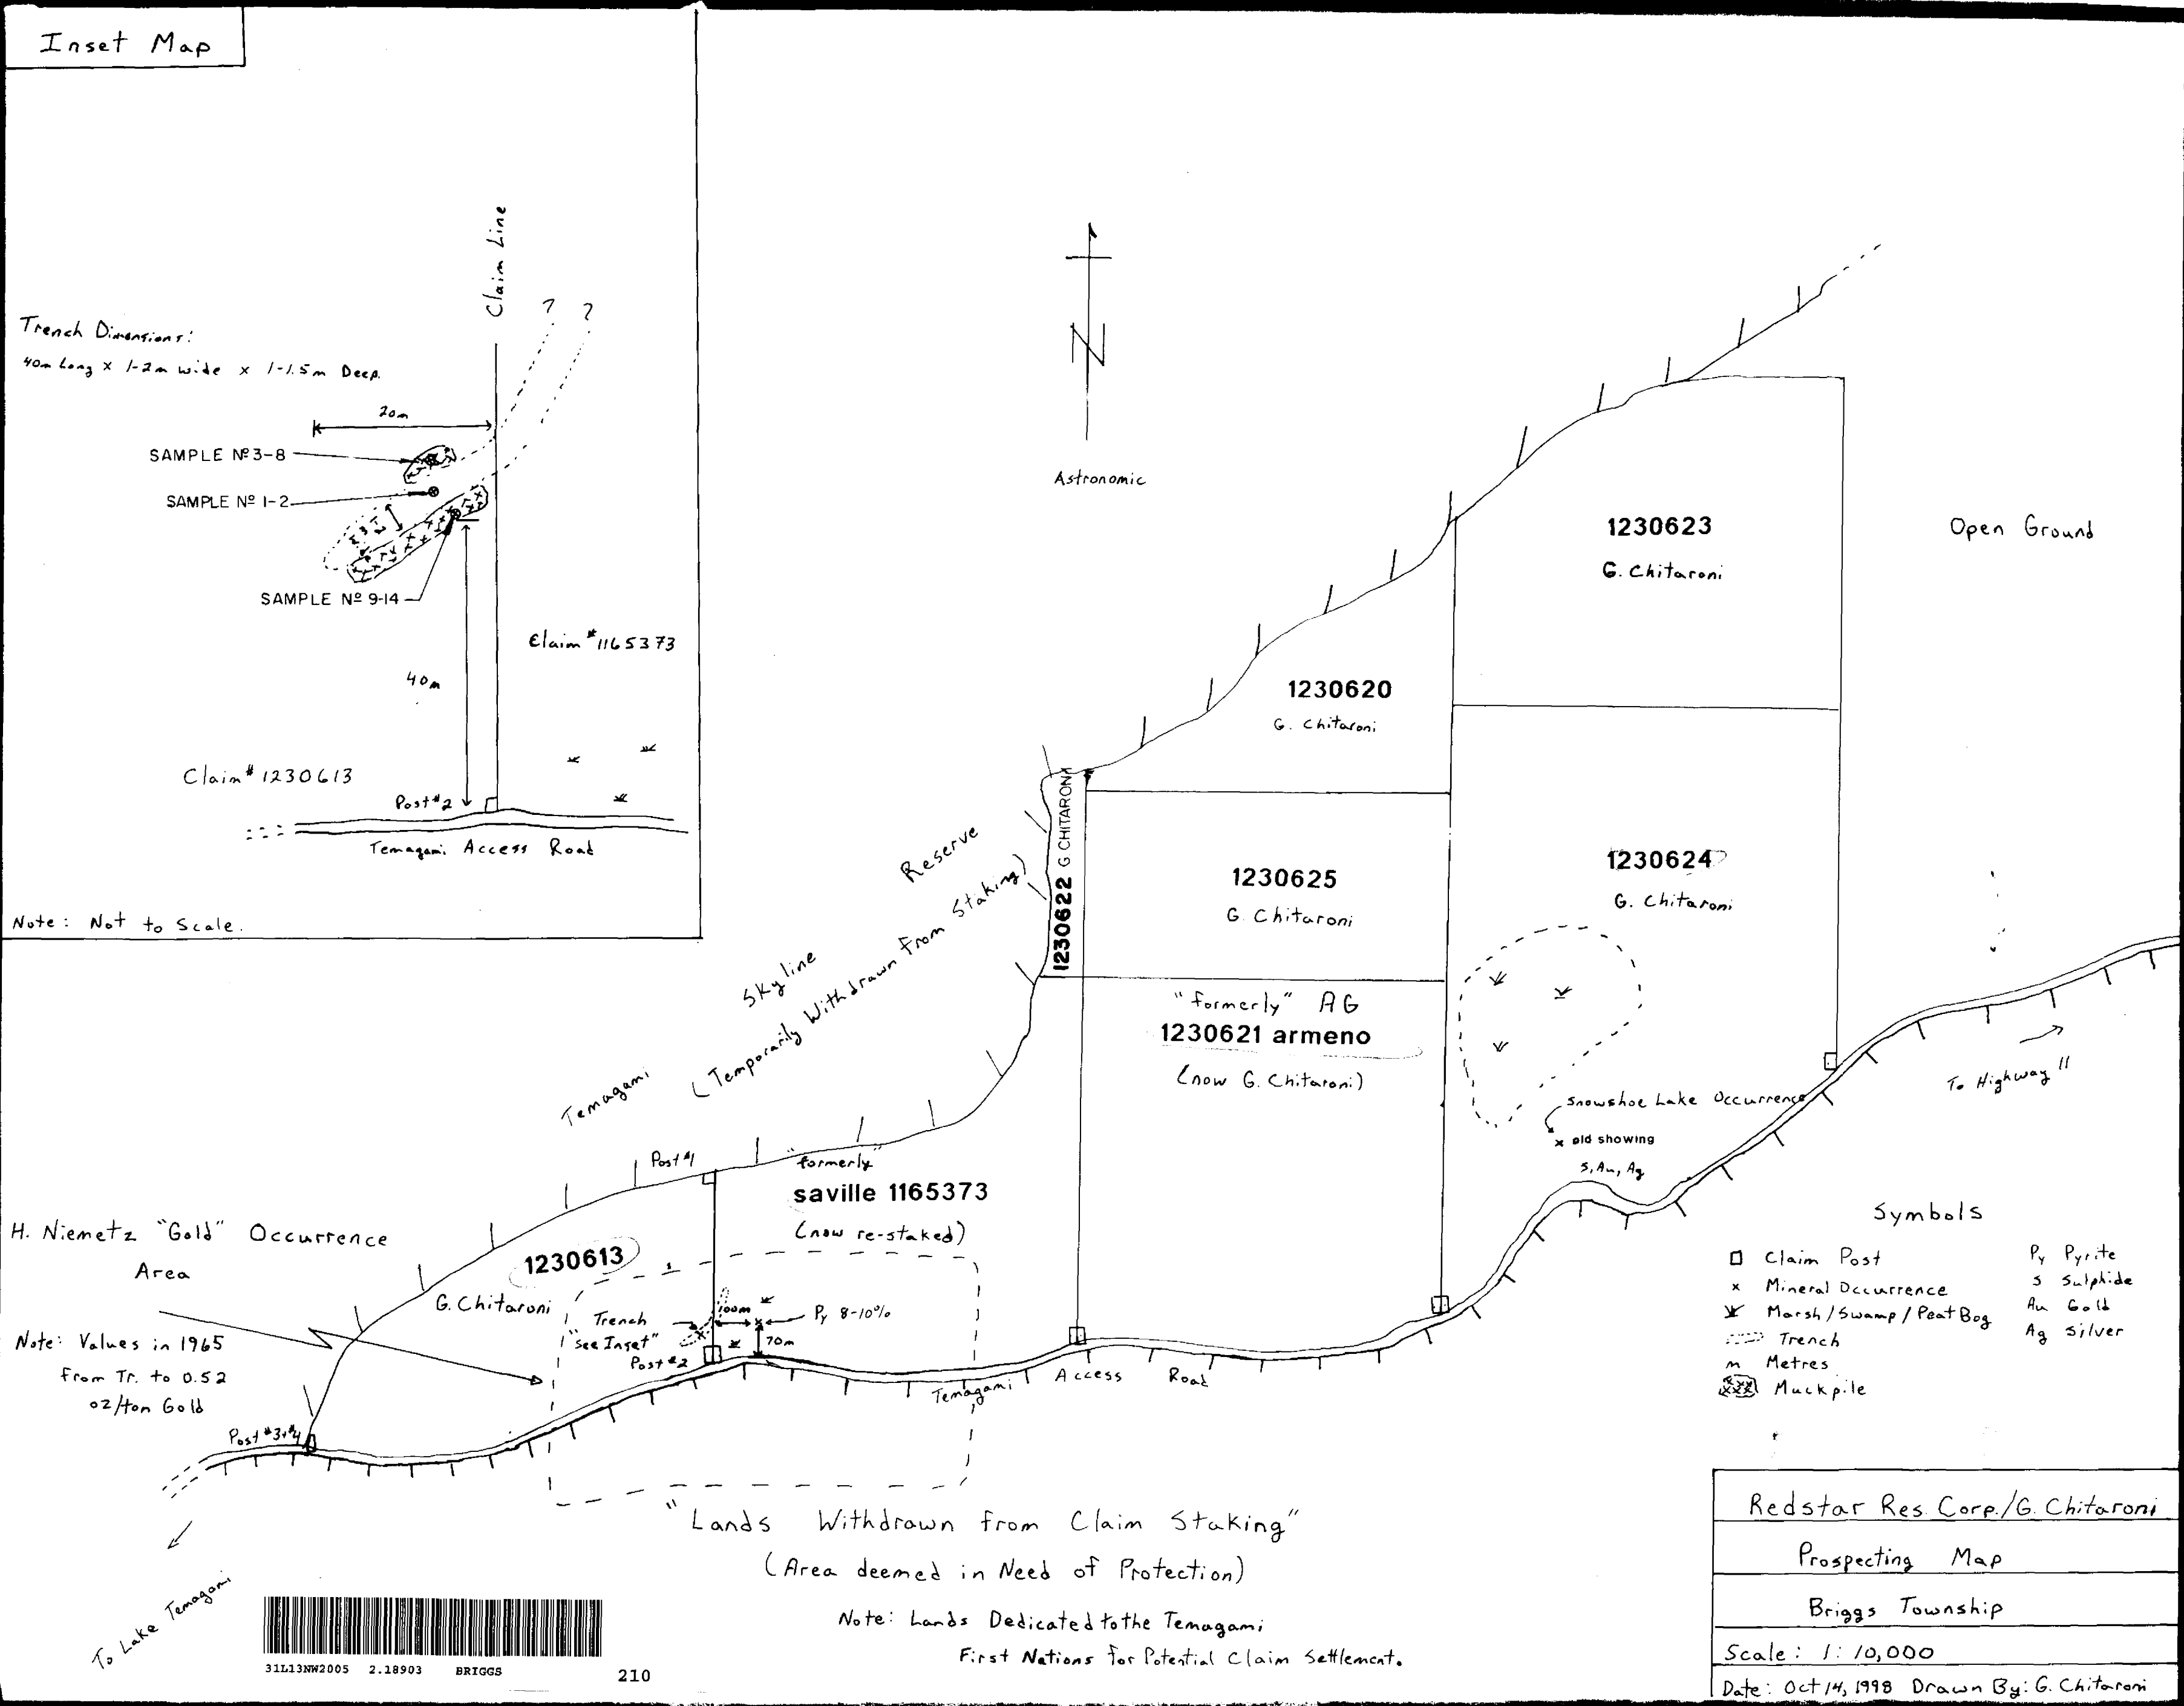 Inset Map
Claim Line
? ?
Trench Dimensions:
40m Long x 1-2m wide x 1-1.5m Deep.
20m
SAMPLE Nº 3-8
SAMPLE Nº 1-2
SAMPLE Nº 9-14
Claim #1165373
40m
Claim# 1230613
Post#2
Temagami Access Road
Note: Not to Scale.
N
Astronomic
1230623
G. Chitaroni
Open Ground
1230620
G. Chitaroni
1230622 G CHITARONI
1230625
G. Chitaroni
1230624
G. Chitaroni
Temagami Skyline Reserve
(Temporarily Withdrawn From Staking)
"formerly" AG
1230621 armeno
(now G. Chitaroni)
Snowshoe Lake Occurrence
x old showing
S, Au, Ag
To Highway 11
Post#1
"formerly"
saville 1165373
(now re-staked)
H. Niemetz "Gold" Occurrence
Area
1230613
G. Chitaroni
Note: Values in 1965
from Tr. to 0.52
oz/ton Gold
Trench
"see Inset"
Post#2
100m
Py 8-10%
70m
Post #3+#4
Temagami Access Road
To Lake Temagami
"Lands Withdrawn from Claim Staking"
(Area deemed in Need of Protection)
Note: Lands Dedicated to the Temagami
First Nations for Potential Claim Settlement.
Symbols
Claim Post
x Mineral Occurrence
Marsh/Swamp/Peat Bog
Trench
m Metres
Muckpile
Py Pyrite
S Sulphide
Au Gold
Ag Silver
Redstar Res. Corp./G. Chitaroni
Prospecting Map
Briggs Township
Scale: 1:10,000
Date: Oct 14, 1998 Drawn By: G. Chitaroni
31L13NW2005 2.18903 BRIGGS
210